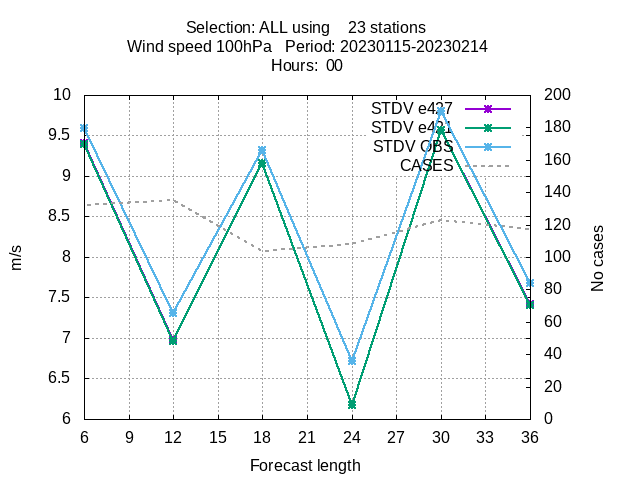 Selection: ALL using 23 stations
Wind speed 100hPa Period: 20230115-20230214
Hours: 00
STDV e437
STDV e431
STDV OBS
CASES
10
9.5
9
8.5
8
7.5
7
6.5
6
200
180
160
140
120
100
80
60
40
20
0
m/s
No cases
6 9 12 15 18 21 24 27 30 33 36
Forecast length